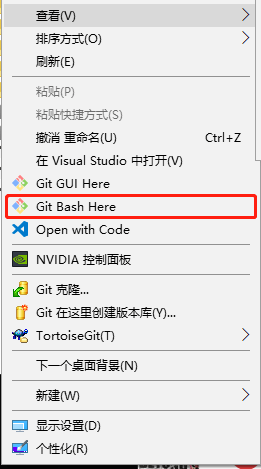 查看(V)
排序方式(O)
刷新(E)
粘贴(P)
粘贴快捷方式(S)
撤消 重命名(U) Ctrl+Z
在 Visual Studio 中打开(V)
Git GUI Here
Git Bash Here
Open with Code
NVIDIA 控制面板
Git 克隆...
Git 在这里创建版本库(Y)...
TortoiseGit(T)
下一个桌面背景(N)
新建(W)
显示设置(D)
个性化(R)